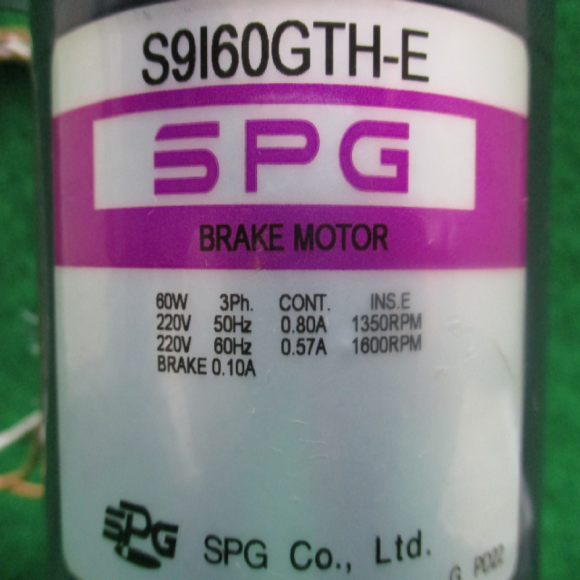 S9I60GTH-E
SPG
BRAKE MOTOR
60W 3Ph. CONT. INS.E
220V 50Hz 0.80A 1350RPM
220V 60Hz 0.57A 1600RPM
BRAKE 0.10A
SPG SPG Co., Ltd.
G